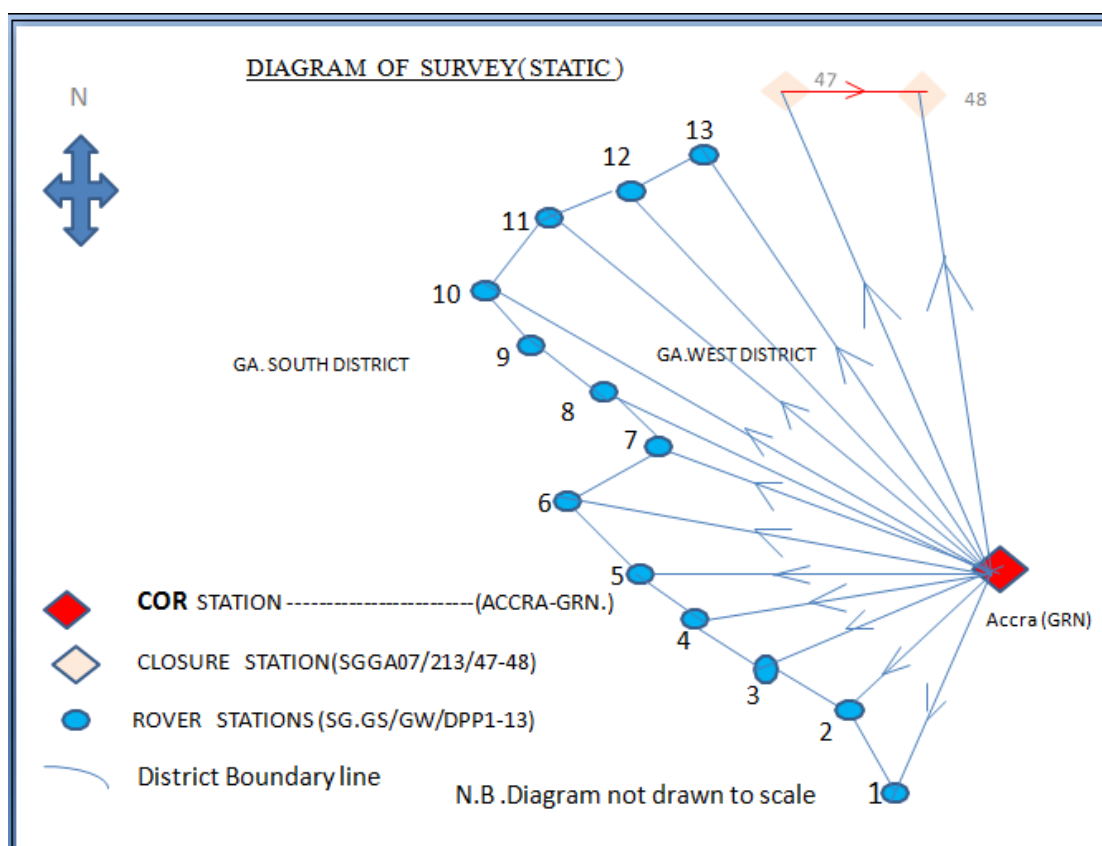 DIAGRAM OF SURVEY(STATIC)
N
47
48
13
12
11
10
GA. SOUTH DISTRICT
GA.WEST DISTRICT
9
8
7
6
5
4
3
2
1
Accra (GRN)
COR STATION ------------------------(ACCRA-GRN.)
CLOSURE STATION(SGGA07/213/47-48)
ROVER STATIONS (SG.GS/GW/DPP1-13)
District Boundary line
N.B .Diagram not drawn to scale